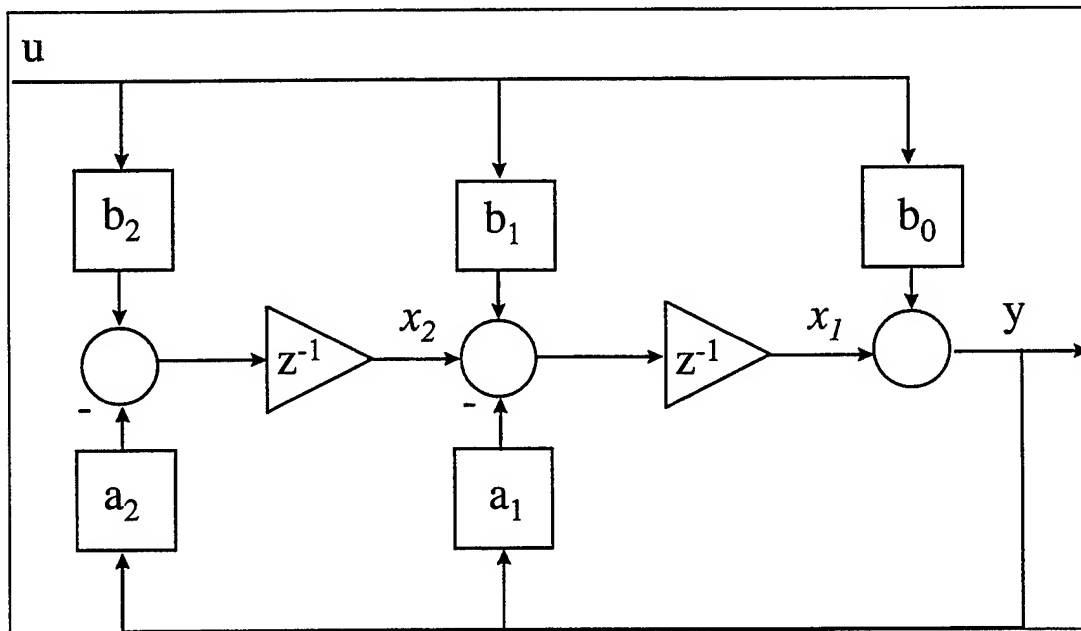 u
b₂
b₁
b₀
x₂
x₁
y
z⁻¹
z⁻¹
-
-
a₂
a₁